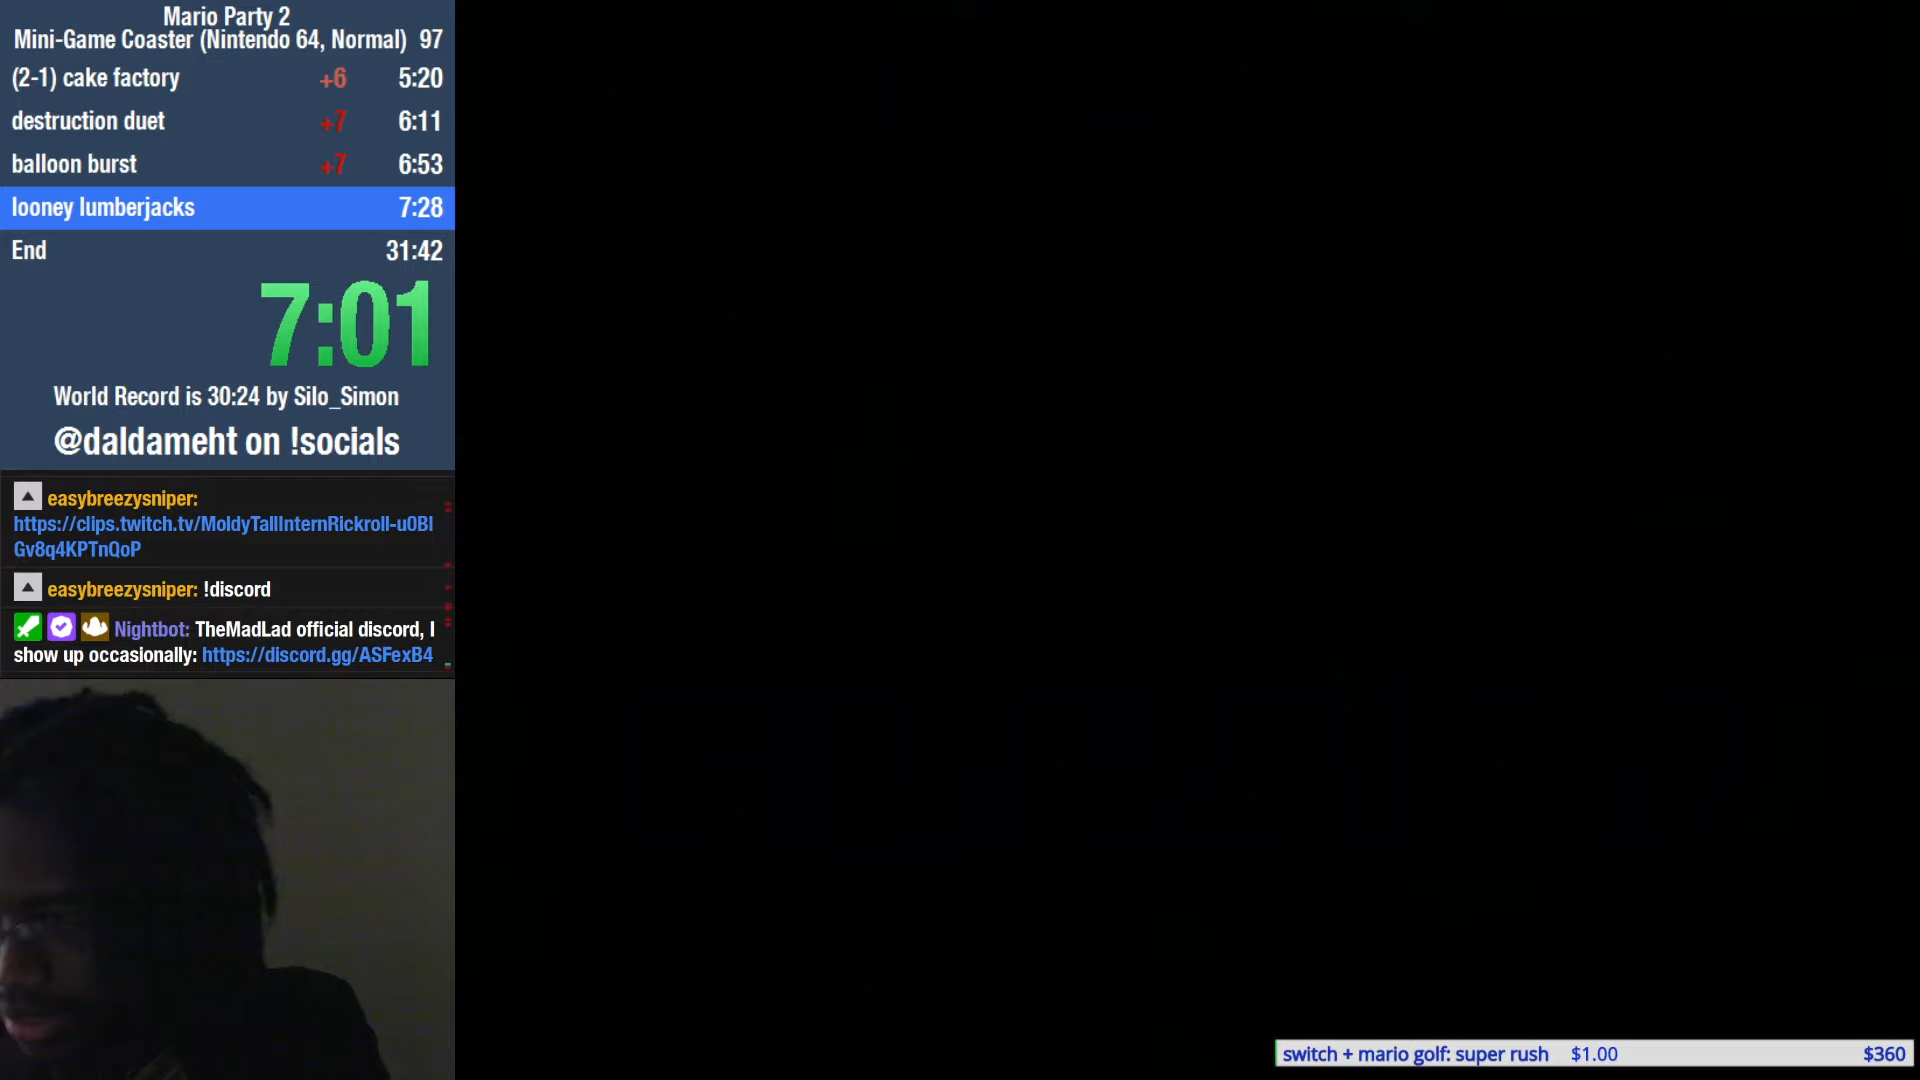 Mario Party 2
Mini-Game Coaster (Nintendo 64, Normal) 97
(2-1) cake factory +6 5:20
destruction duet +7 6:11
balloon burst +7 6:53
looney lumberjacks 7:28
End 31:42
7:01
World Record is 30:24 by Silo_Simon
@daldameht on !socials
easybreezysniper:
https://clips.twitch.tv/MoldyTallInternRickroll-u0Bl
Gv8q4KPTnQoP
easybreezysniper: !discord
Nightbot: TheMadLad official discord, I
show up occasionally: https://discord.gg/ASFexB4
switch + mario golf: super rush $1.00 $360